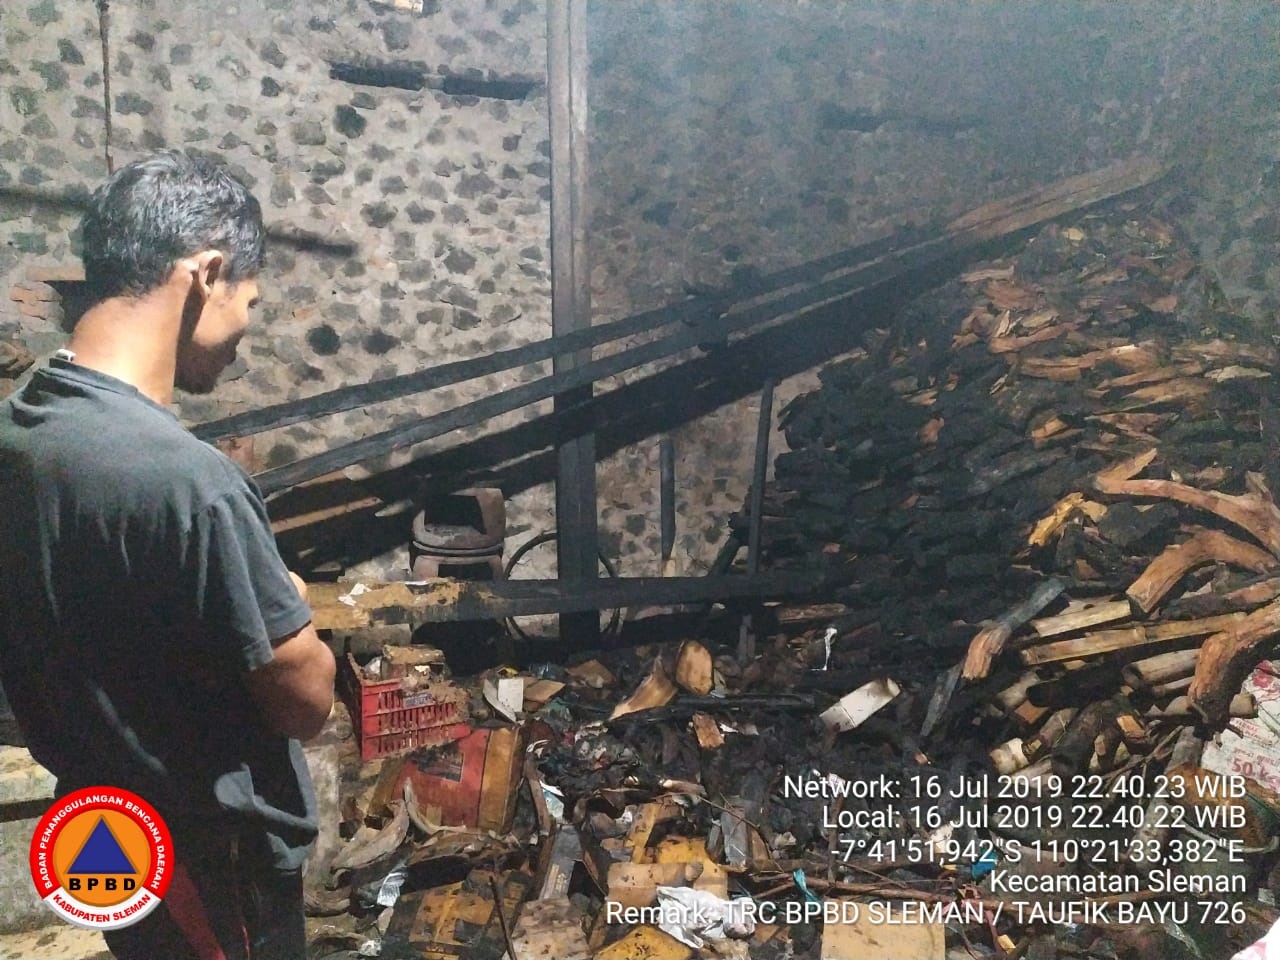 Network: 16 Jul 2019 22.40.23 WIB
Local: 16 Jul 2019 22.40.22 WIB
-7°41'51,942"S 110°21'33,382"E
Kecamatan Sleman
Remark: TRC BPBD SLEMAN / TAUFIK BAYU 726
BADAN PENANGGULANGAN BENCANA DAERAH
BPBD
KABUPATEN SLEMAN
50 k